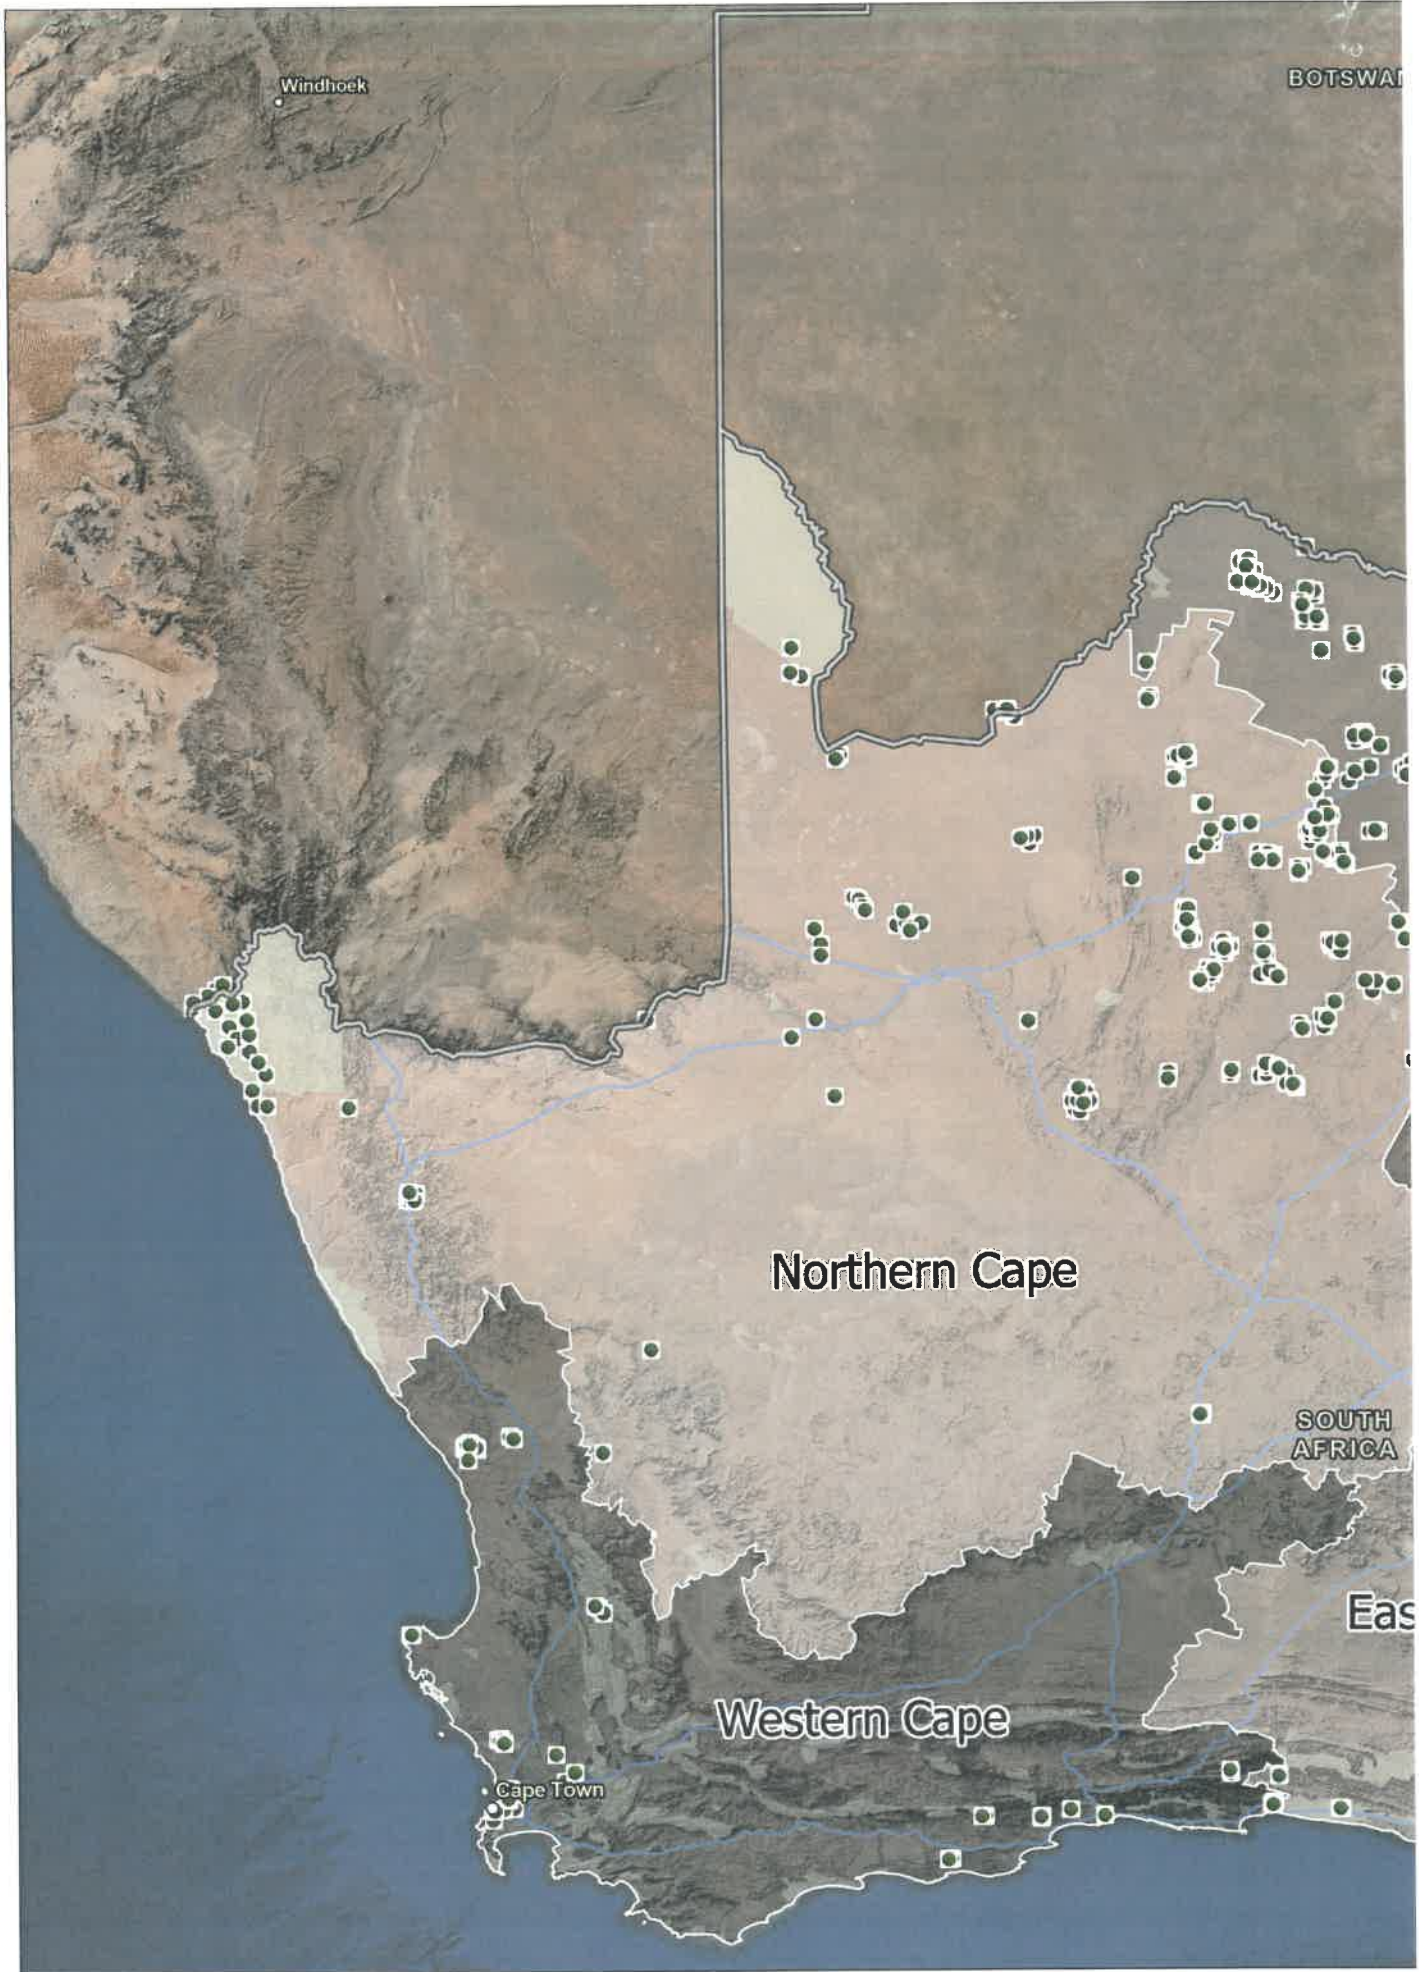 Windhoek
BOTSWA
Northern Cape
SOUTH
AFRICA
Eas
Western Cape
Cape Town